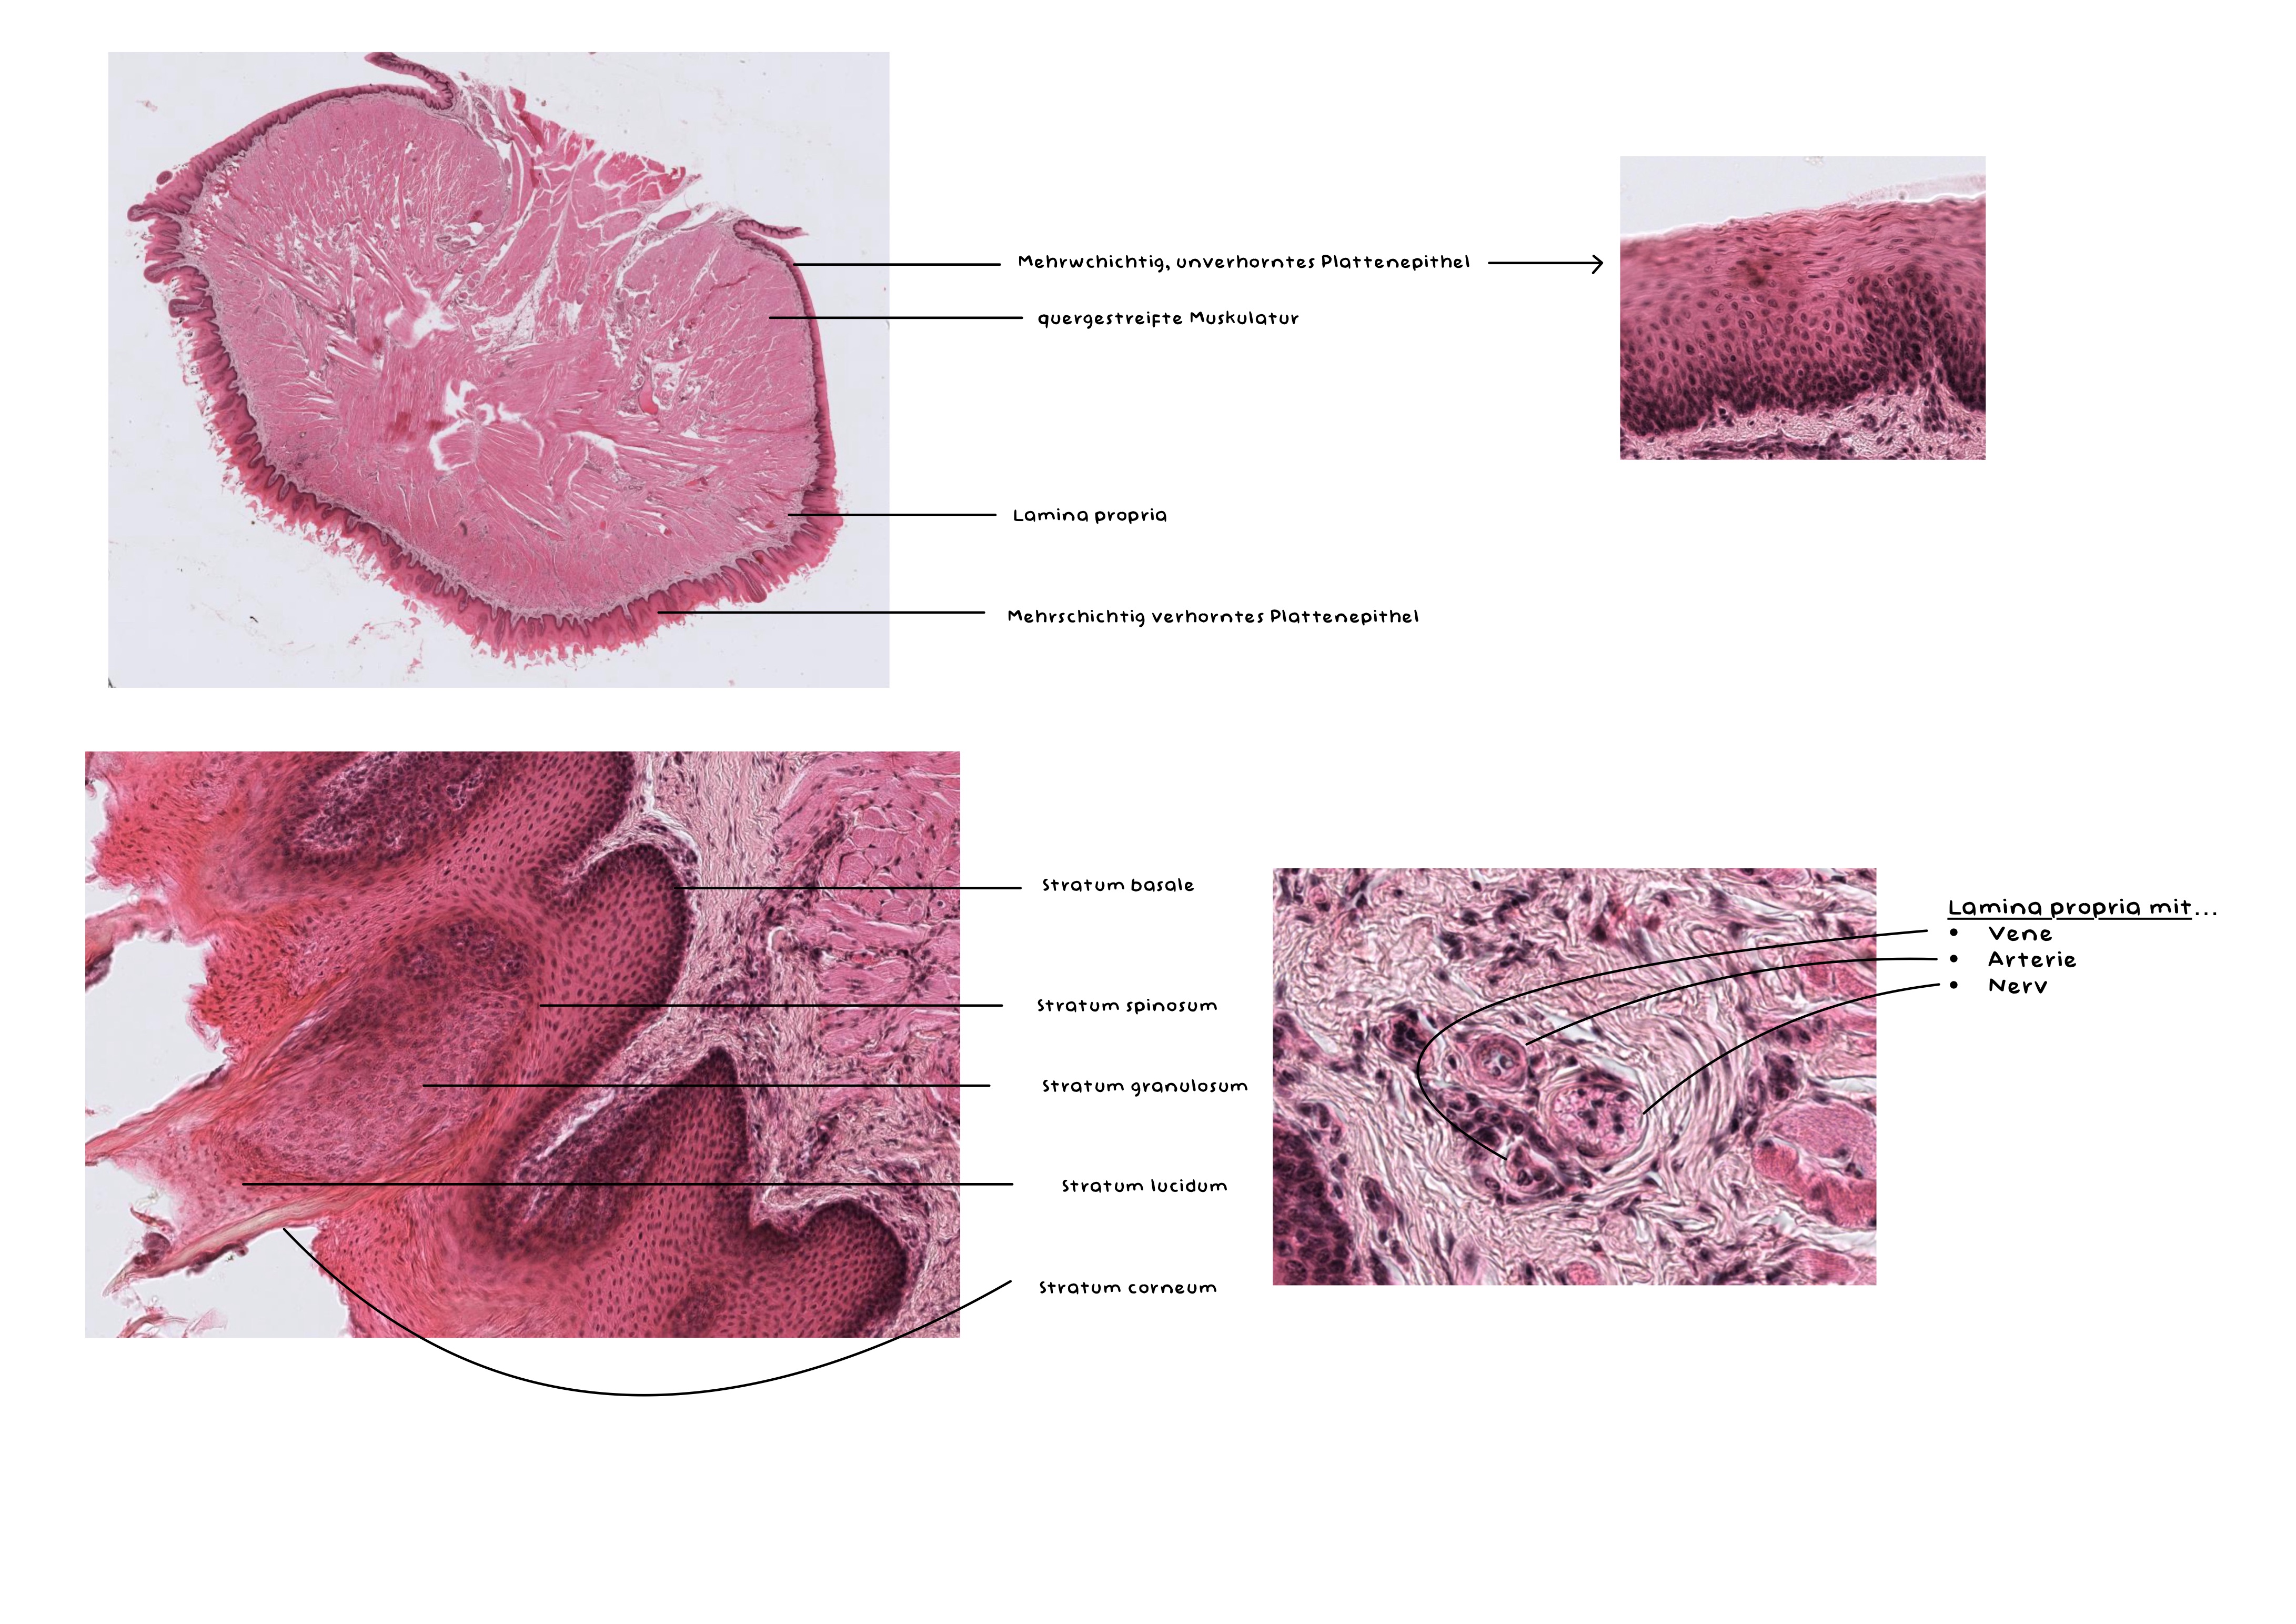 Mehrwchichtig, unverhorntes Plattenepithel
quergestreifte Muskulatur
Lamina propria
Mehrschichtig verhorntes Plattenepithel
Stratum basale
Stratum spinosum
Stratum granulosum
Stratum lucidum
Stratum corneum
Lamina propria mit...
• Vene
• Arterie
• Nerv